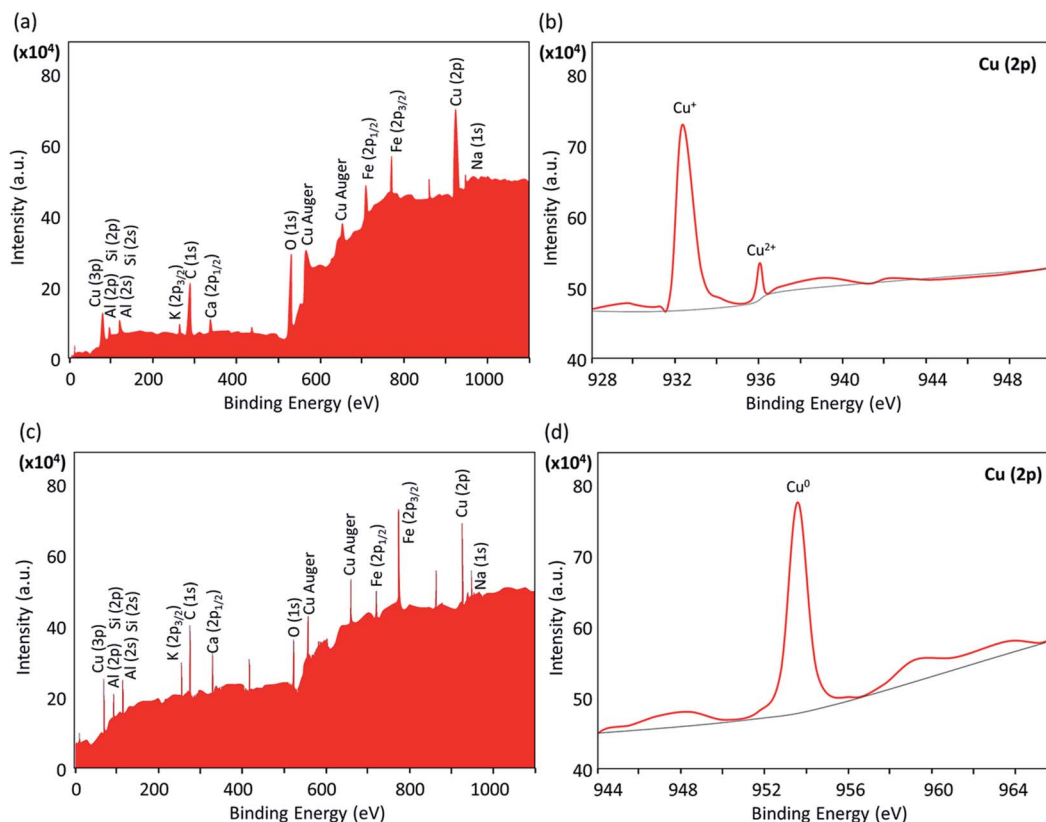 (a)
(x10⁴)
80
60
40
20
0
Intensity (a.u.)
Cu (3p)
Al (2p) Si (2p)
Al (2s) Si (2s)
K (2p3/2)
C (1s)
Ca (2p1/2)
O (1s)
Cu Auger
Cu Auger
Fe (2p1/2)
Fe (2p3/2)
Cu (2p)
Na (1s)
0 200 400 600 800 1000
Binding Energy (eV)
(b)
(x10⁴)
Cu (2p)
80
70
60
50
40
Intensity (a.u.)
Cu⁺
Cu²⁺
928 932 936 940 944 948
Binding Energy (eV)
(c)
(x10⁴)
80
60
40
20
0
Intensity (a.u.)
Cu (3p)
Al (2p) Si (2p)
Al (2s) Si (2s)
K (2p3/2)
C (1s)
Ca (2p1/2)
O (1s)
Cu Auger
Cu Auger
Fe (2p1/2)
Fe (2p3/2)
Cu (2p)
Na (1s)
0 200 400 600 800 1000
Binding Energy (eV)
(d)
(x10⁴)
Cu (2p)
80
70
60
50
40
Intensity (a.u.)
Cu⁰
944 948 952 956 960 964
Binding Energy (eV)